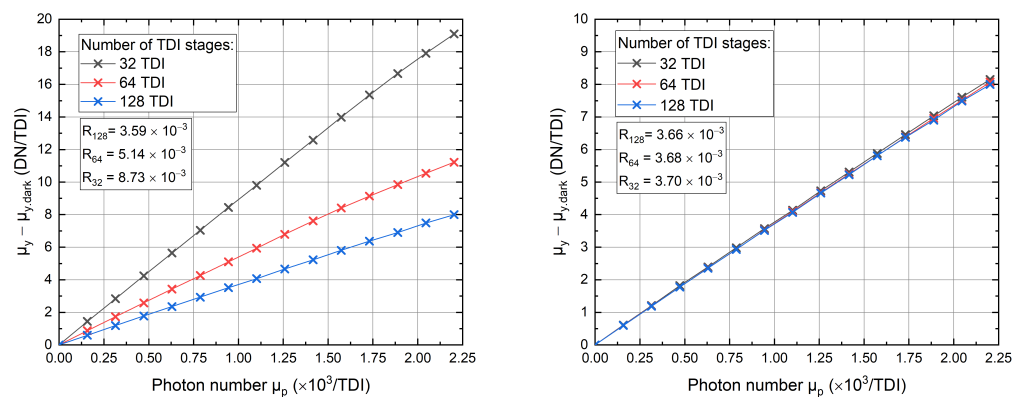 20
18
16
14
12
10
8
6
4
2
0
μy − μy.dark (DN/TDI)
Number of TDI stages:
32 TDI
64 TDI
128 TDI
R128= 3.59 × 10⁻³
R64 = 5.14 × 10⁻³
R32 = 8.73 × 10⁻³
0.00 0.25 0.50 0.75 1.00 1.25 1.50 1.75 2.00 2.25
Photon number μp (×10³/TDI)
10
9
8
7
6
5
4
3
2
1
0
μy − μy.dark (DN/TDI)
Number of TDI stages:
32 TDI
64 TDI
128 TDI
R128= 3.66 × 10⁻³
R64 = 3.68 × 10⁻³
R32 = 3.70 × 10⁻³
0.00 0.25 0.50 0.75 1.00 1.25 1.50 1.75 2.00 2.25
Photon number μp (×10³/TDI)